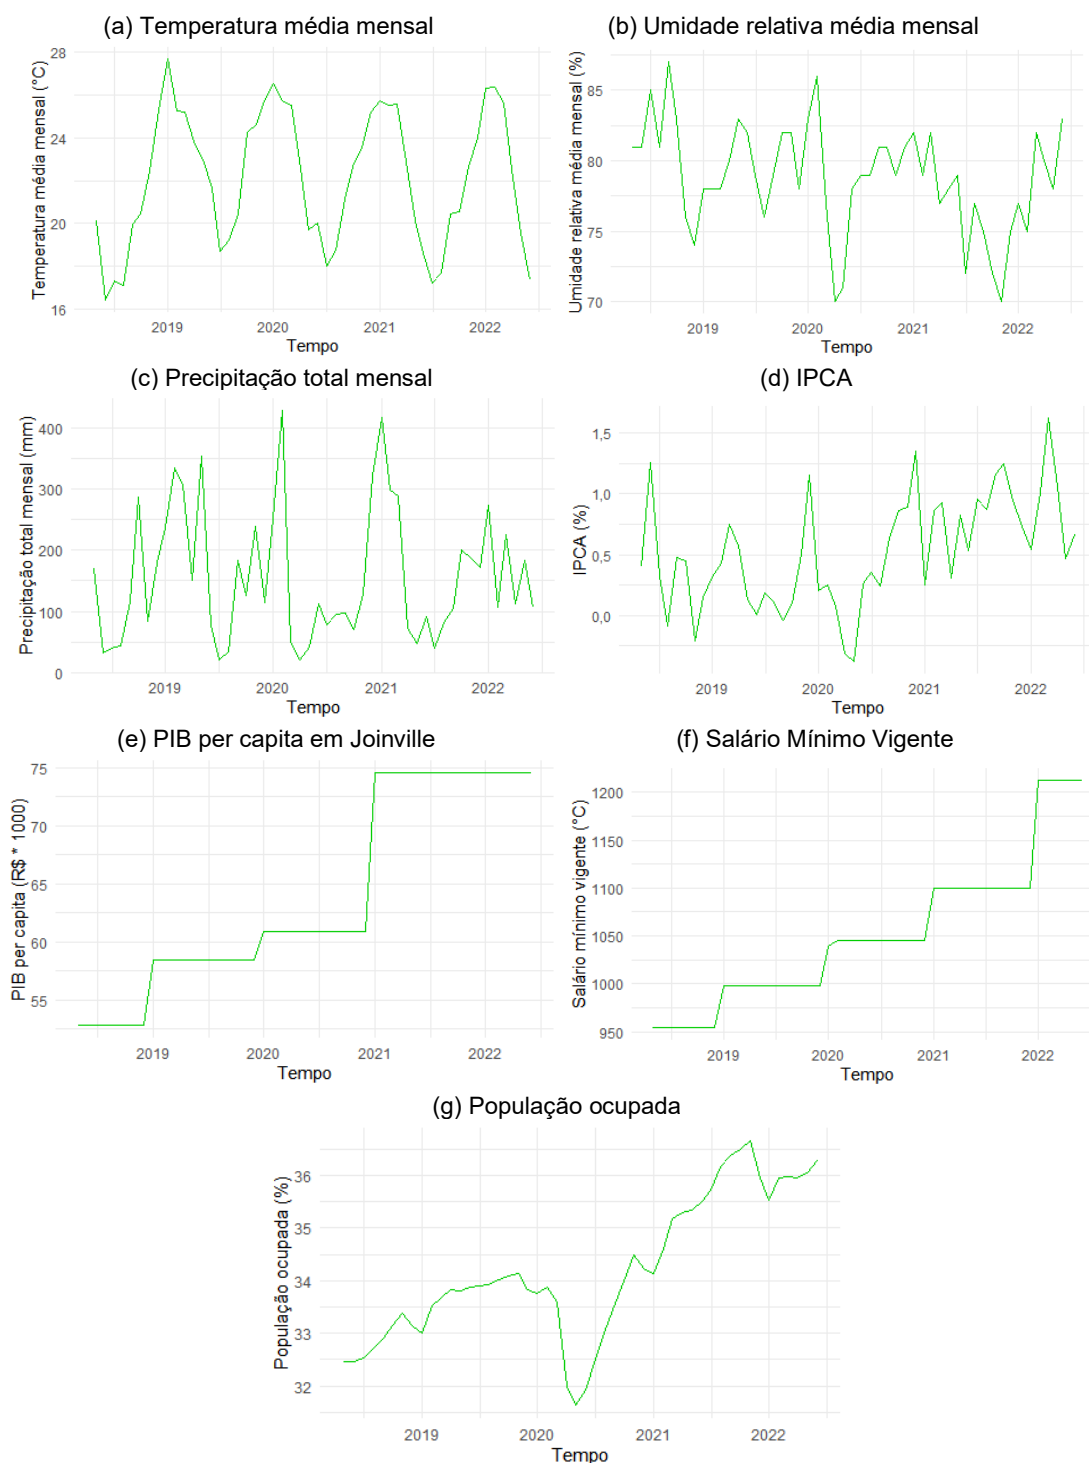 (a) Temperatura média mensal
Temperatura média mensal (°C)
28
24
20
16
2019 2020 2021 2022
Tempo
(b) Umidade relativa média mensal
Umidade relativa média mensal (%)
85
80
75
70
2019 2020 2021 2022
Tempo
(c) Precipitação total mensal
Precipitação total mensal (mm)
400
300
200
100
0
2019 2020 2021 2022
Tempo
(d) IPCA
IPCA (%)
1,5
1,0
0,5
0,0
2019 2020 2021 2022
Tempo
(e) PIB per capita em Joinville
PIB per capita (R$ * 1000)
75
70
65
60
55
2019 2020 2021 2022
Tempo
(f) Salário Mínimo Vigente
Salário mínimo vigente (°C)
1200
1150
1100
1050
1000
950
2019 2020 2021 2022
Tempo
(g) População ocupada
População ocupada (%)
36
35
34
33
32
2019 2020 2021 2022
Tempo